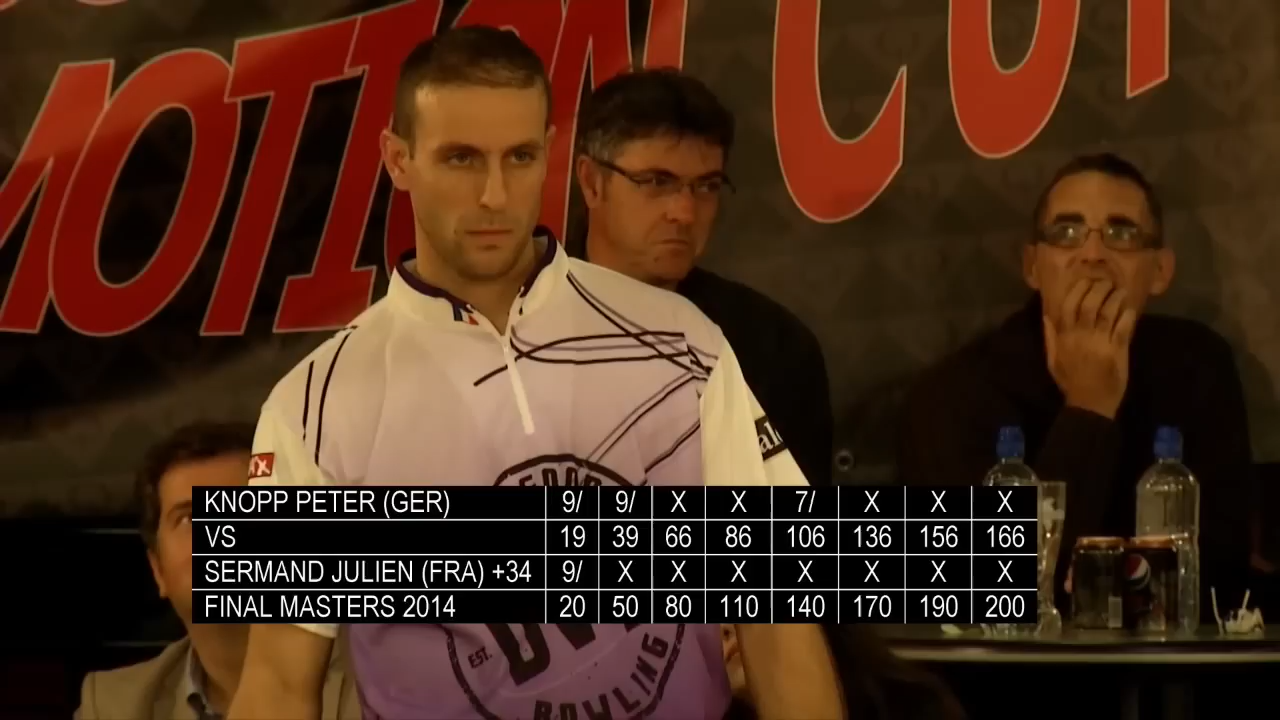 MOTION CUP
KNOPP PETER (GER) 9/ 9/ X X 7/ X X X
VS 19 39 66 86 106 136 156 166
SERMAND JULIEN (FRA) +34 9/ X X X X X X X
FINAL MASTERS 2014 20 50 80 110 140 170 190 200
EST.
BOWLING